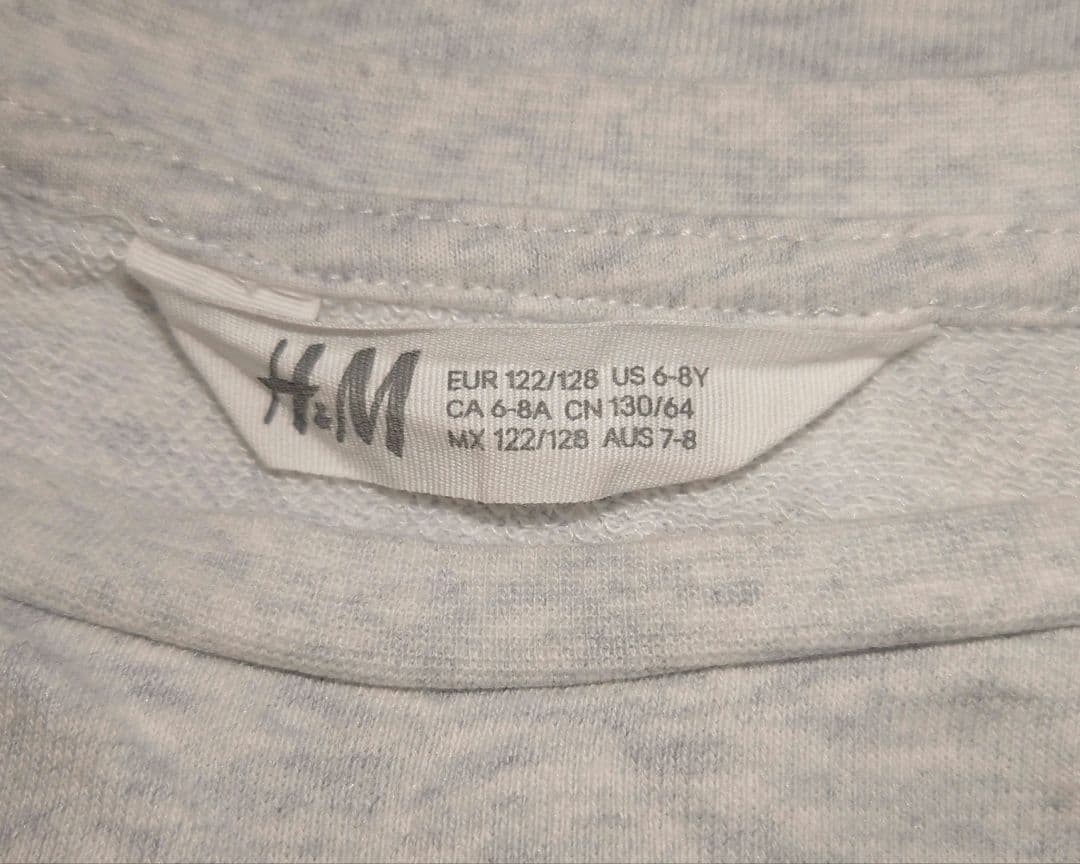 H&M
EUR 122/128 US 6-8Y
CA 6-8A CN 130/64
MX 122/128 AUS 7-8